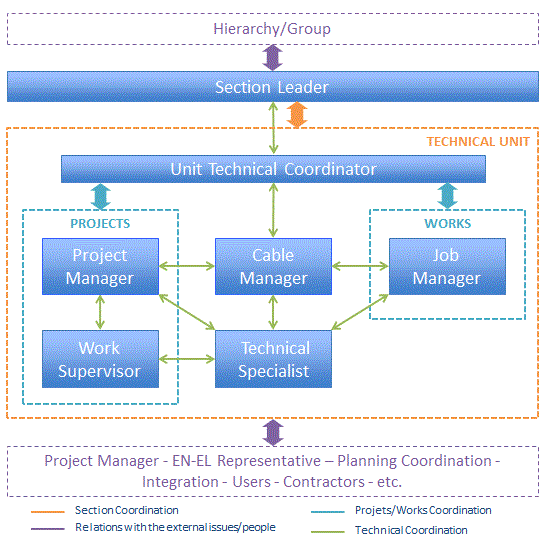 Hierarchy/Group
Section Leader
TECHNICAL UNIT
Unit Technical Coordinator
PROJECTS
WORKS
Project
Manager
Cable
Manager
Job
Manager
Work
Supervisor
Technical
Specialist
Project Manager - EN-EL Representative – Planning Coordination -
Integration - Users - Contractors - etc.
Section Coordination
Projets/Works Coordination
Relations with the external issues/people
Technical Coordination